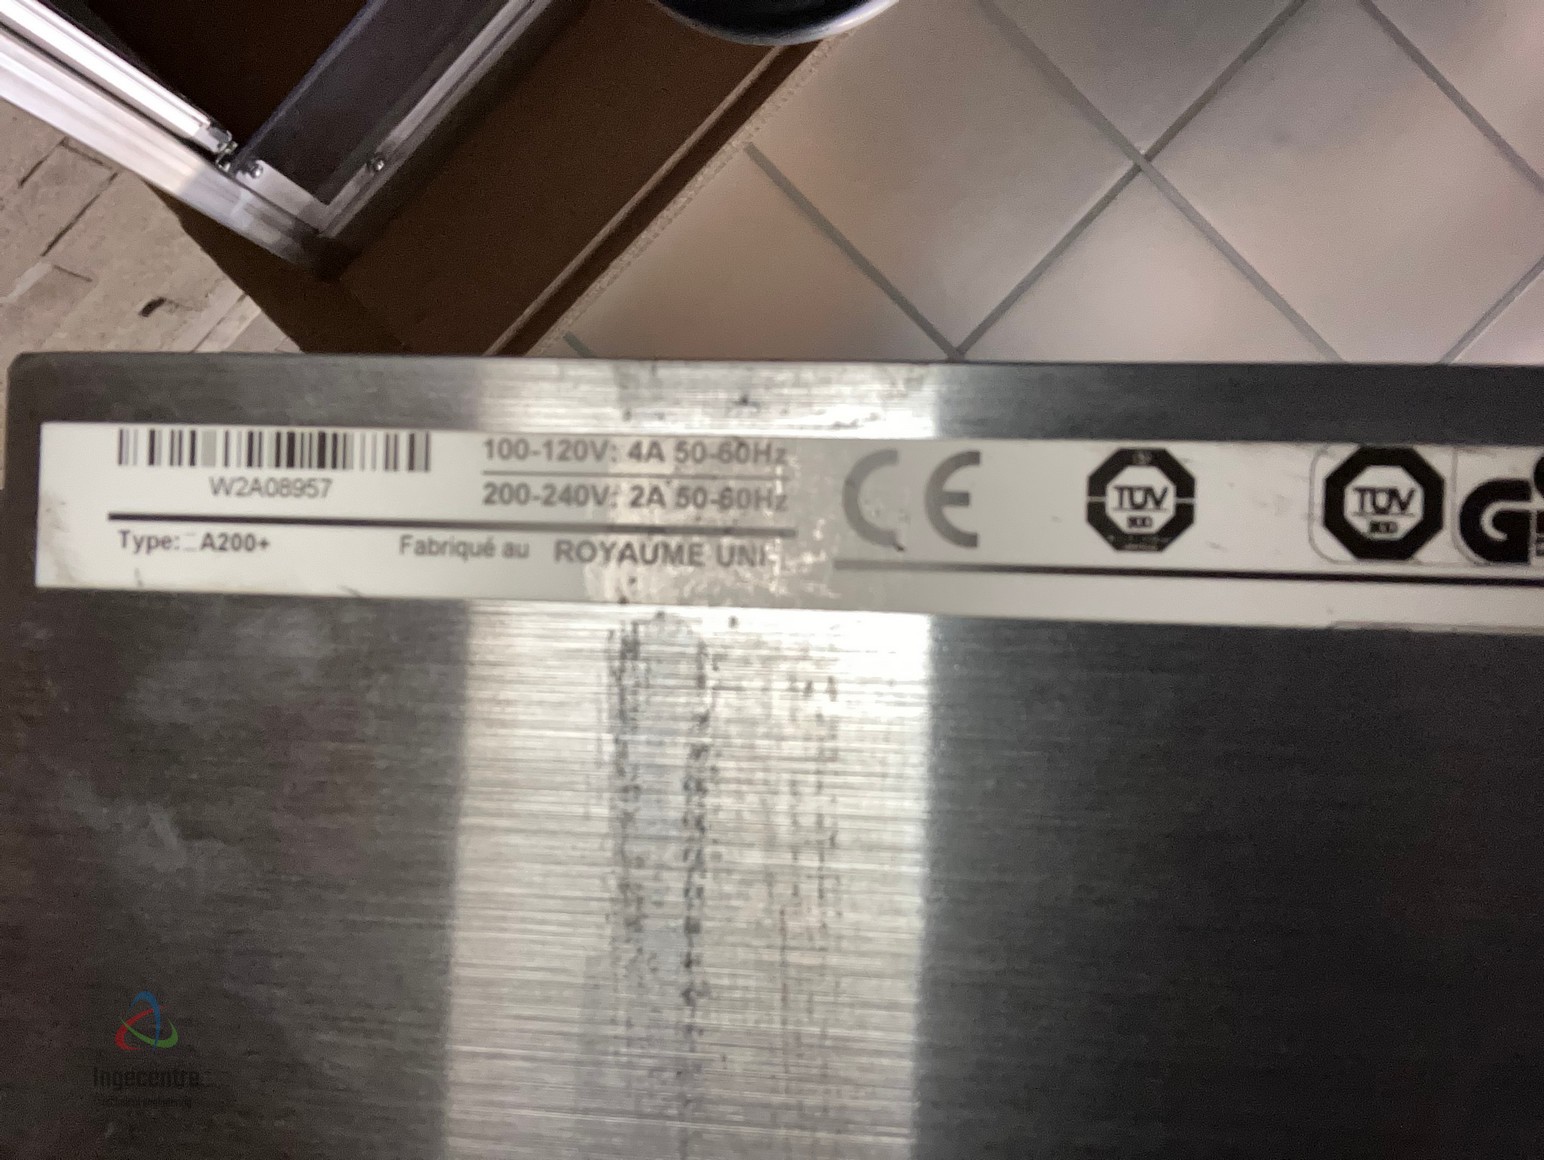 W2A08957
100-120V: 4A 50-60Hz
200-240V: 2A 50-60Hz
Type: A200+
Fabriqué au ROYAUME UNI
CE
TÜV
TÜV
GS
Ingecentre